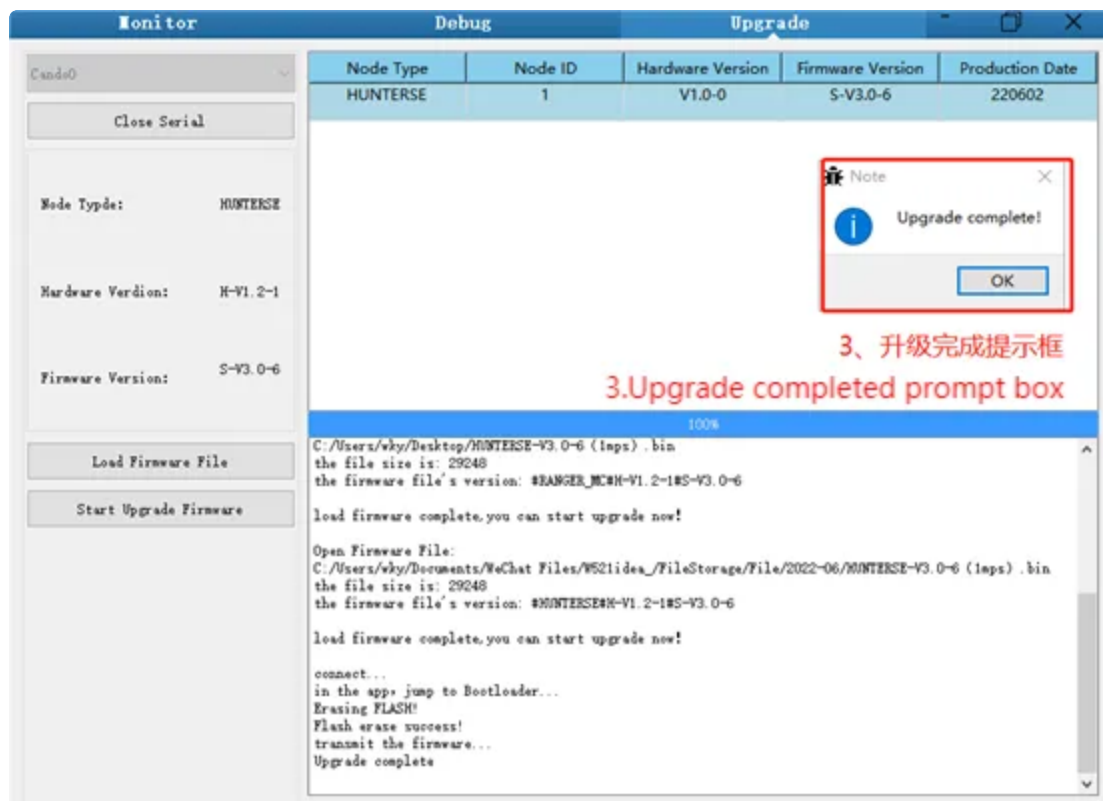 Monitor Debug Upgrade
Cando0
Close Serial
Node Typde: HUNTERSE
Hardware Verdion: H-V1.2-1
Firmware Version: S-V3.0-6
Load Firmware File
Start Upgrade Firmware
Node Type Node ID Hardware Version Firmware Version Production Date
HUNTERSE 1 V1.0-0 S-V3.0-6 220602
Note
Upgrade complete!
OK
3、升级完成提示框
3.Upgrade completed prompt box
100%
C:/Users/wky/Desktop/HUNTERSE-V3.0-6 (1mps) .bin
the file size is: 29248
the firmware file's version: #RANGER_MC#H-V1.2-1#S-V3.0-6
load firmware complete,you can start upgrade now!
Open Firmware File:
C:/Users/wky/Documents/WeChat Files/W521idea_/FileStorage/File/2022-06/HUNTERSE-V3.0-6 (1mps) .bin
the file size is: 29248
the firmware file's version: #HUNTERSE#H-V1.2-1#S-V3.0-6
load firmware complete,you can start upgrade now!
connect...
in the app, jump to Bootloader...
Erasing FLASH!
Flash erase success!
transmit the firmware...
Upgrade complete